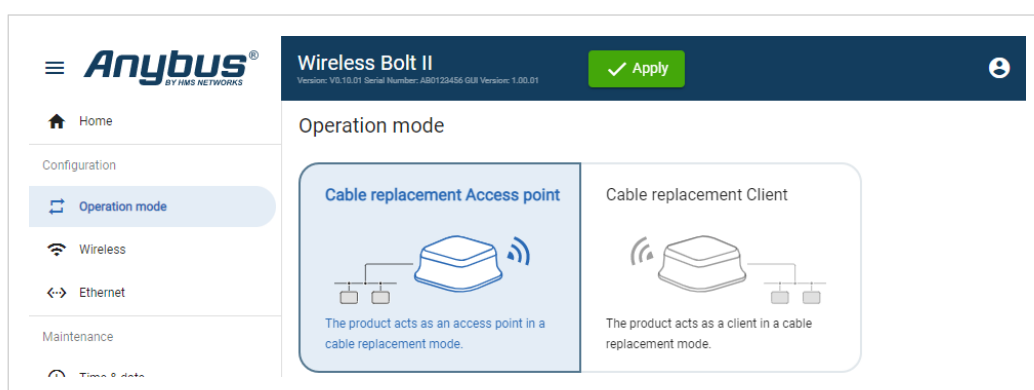 Anybus®
BY HMS NETWORKS
Wireless Bolt II
Version: V0.10.01 Serial Number: AB0123456 GUI Version: 1.00.01
Apply
Home
Configuration
Operation mode
Wireless
Ethernet
Maintenance
Time & date
Operation mode
Cable replacement Access point
The product acts as an access point in a
cable replacement mode.
Cable replacement Client
The product acts as a client in a cable
replacement mode.